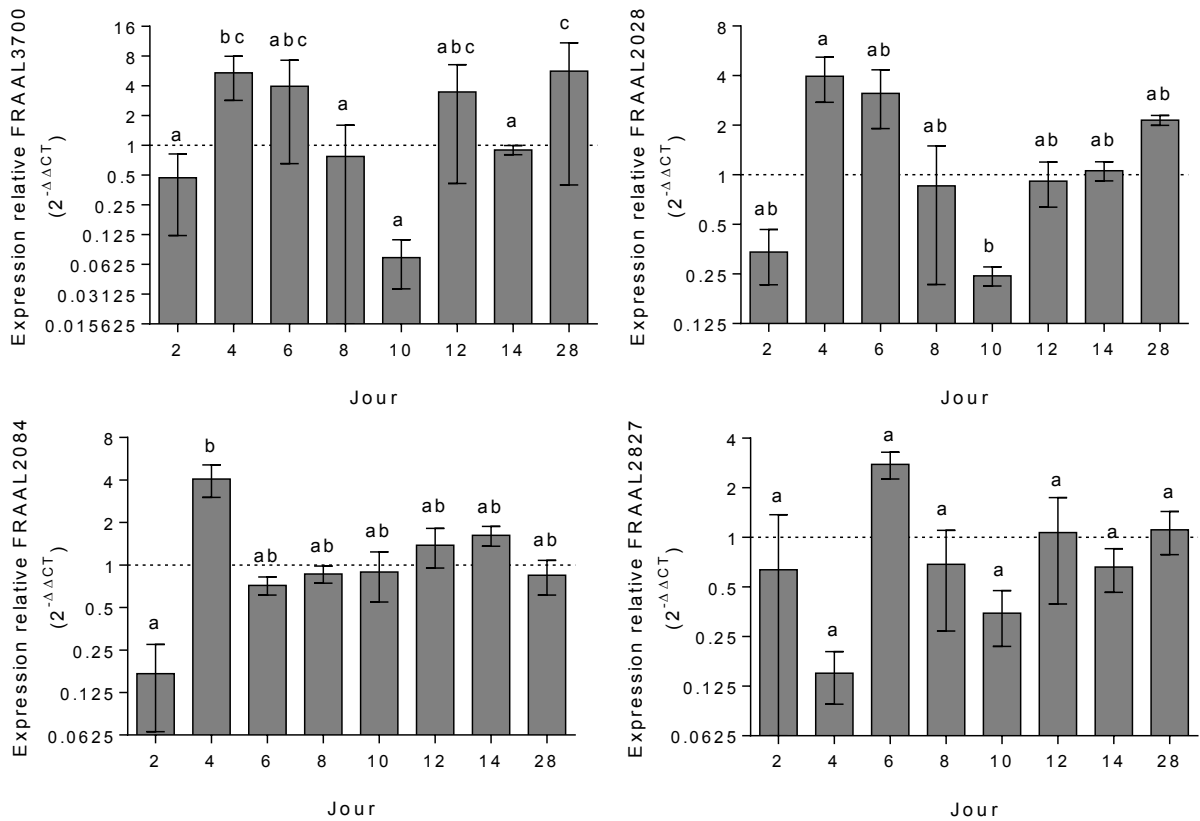 Expression relative FRAAL3700
(2^-ΔΔCT)
16
8
4
2
1
0.5
0.25
0.125
0.0625
0.03125
0.015625
a
bc
abc
a
a
abc
a
c
2 4 6 8 10 12 14 28
Jour
Expression relative FRAAL2028
(2^-ΔΔCT)
8
4
2
1
0.5
0.25
0.125
ab
a
ab
ab
b
ab
ab
ab
2 4 6 8 10 12 14 28
Jour
Expression relative FRAAL2084
(2^-ΔΔCT)
8
4
2
1
0.5
0.25
0.125
0.0625
a
b
ab
ab
ab
ab
ab
ab
2 4 6 8 10 12 14 28
Jour
Expression relative FRAAL2827
(2^-ΔΔCT)
4
2
1
0.5
0.25
0.125
0.0625
a
a
a
a
a
a
a
a
2 4 6 8 10 12 14 28
Jour